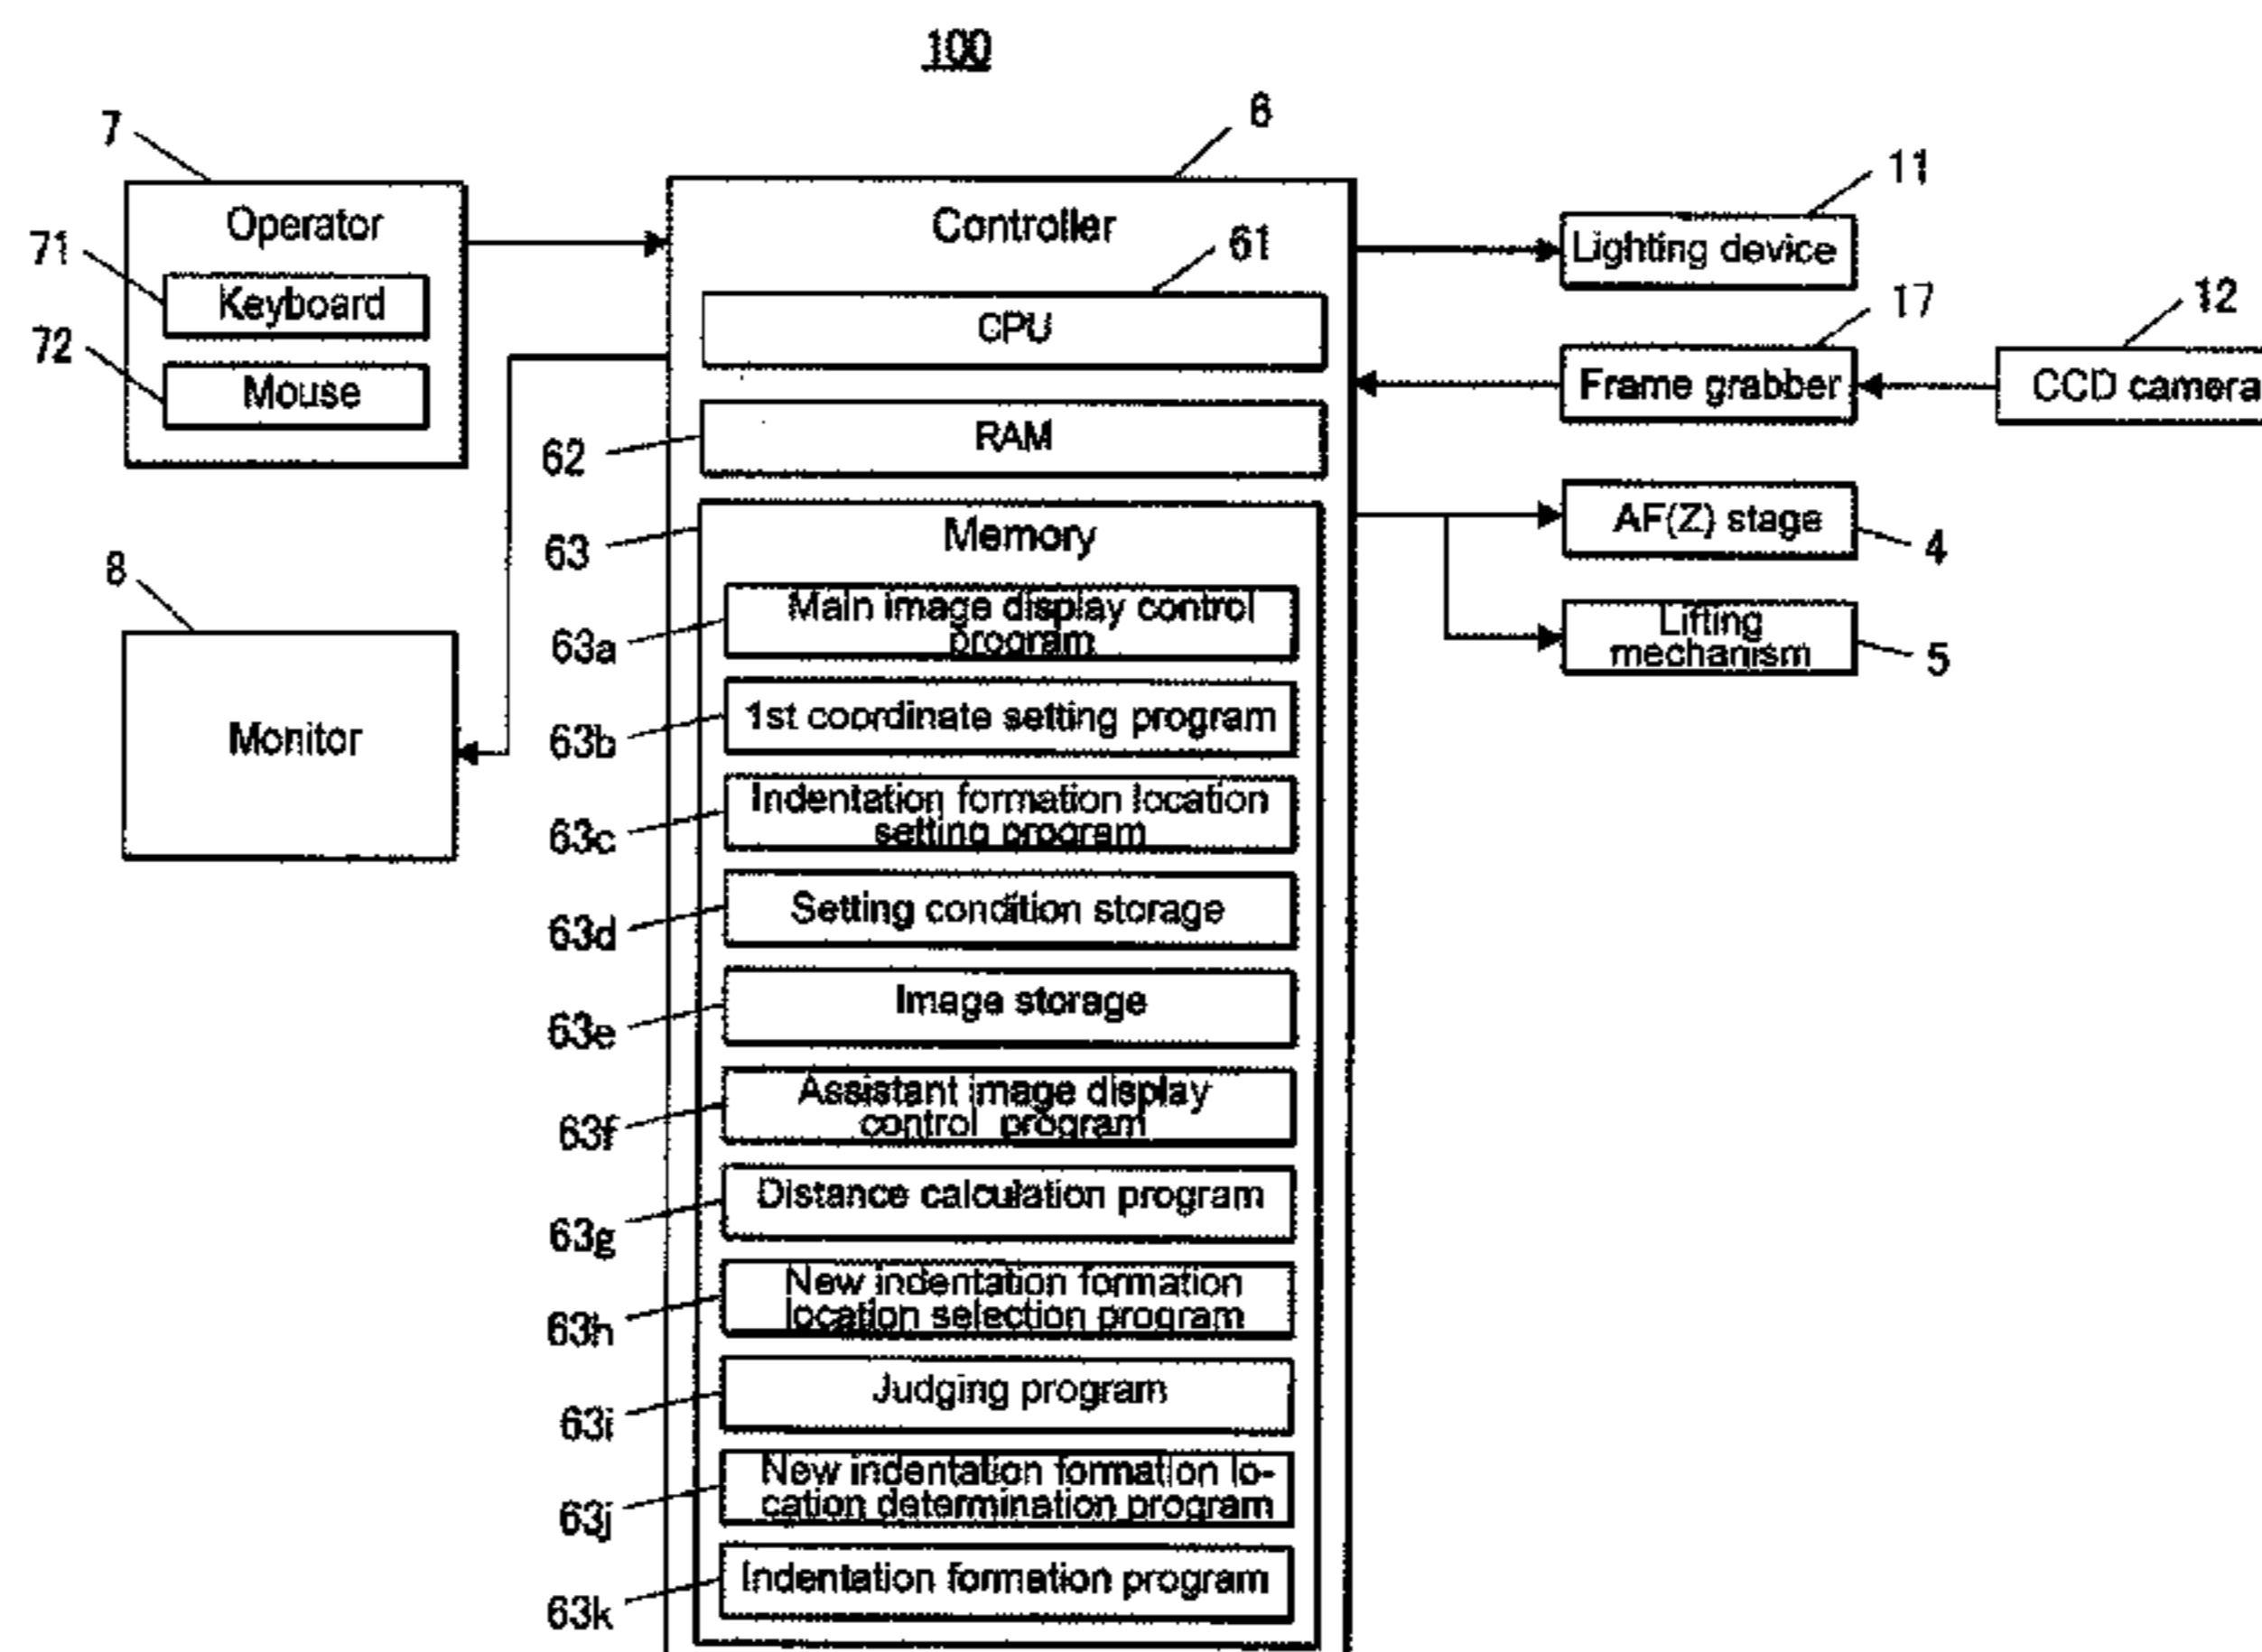 100
6
7
11
Operator
Controller
Lighting device
71
61
Keyboard
CPU
17
12
72
Mouse
Frame grabber
CCD camera
RAM
62
AF(Z) stage
4
63
Memory
8
Main image display control
program
63a
Lifting
mechanism
5
Monitor
1st coordinate setting program
63b
Indentation formation location
setting program
63c
Setting condition storage
63d
Image storage
63e
Assistant image display
control program
63f
Distance calculation program
63g
New indentation formation
location selection program
63h
Judging program
63i
New indentation formation lo-
cation determination program
63j
Indentation formation program
63k